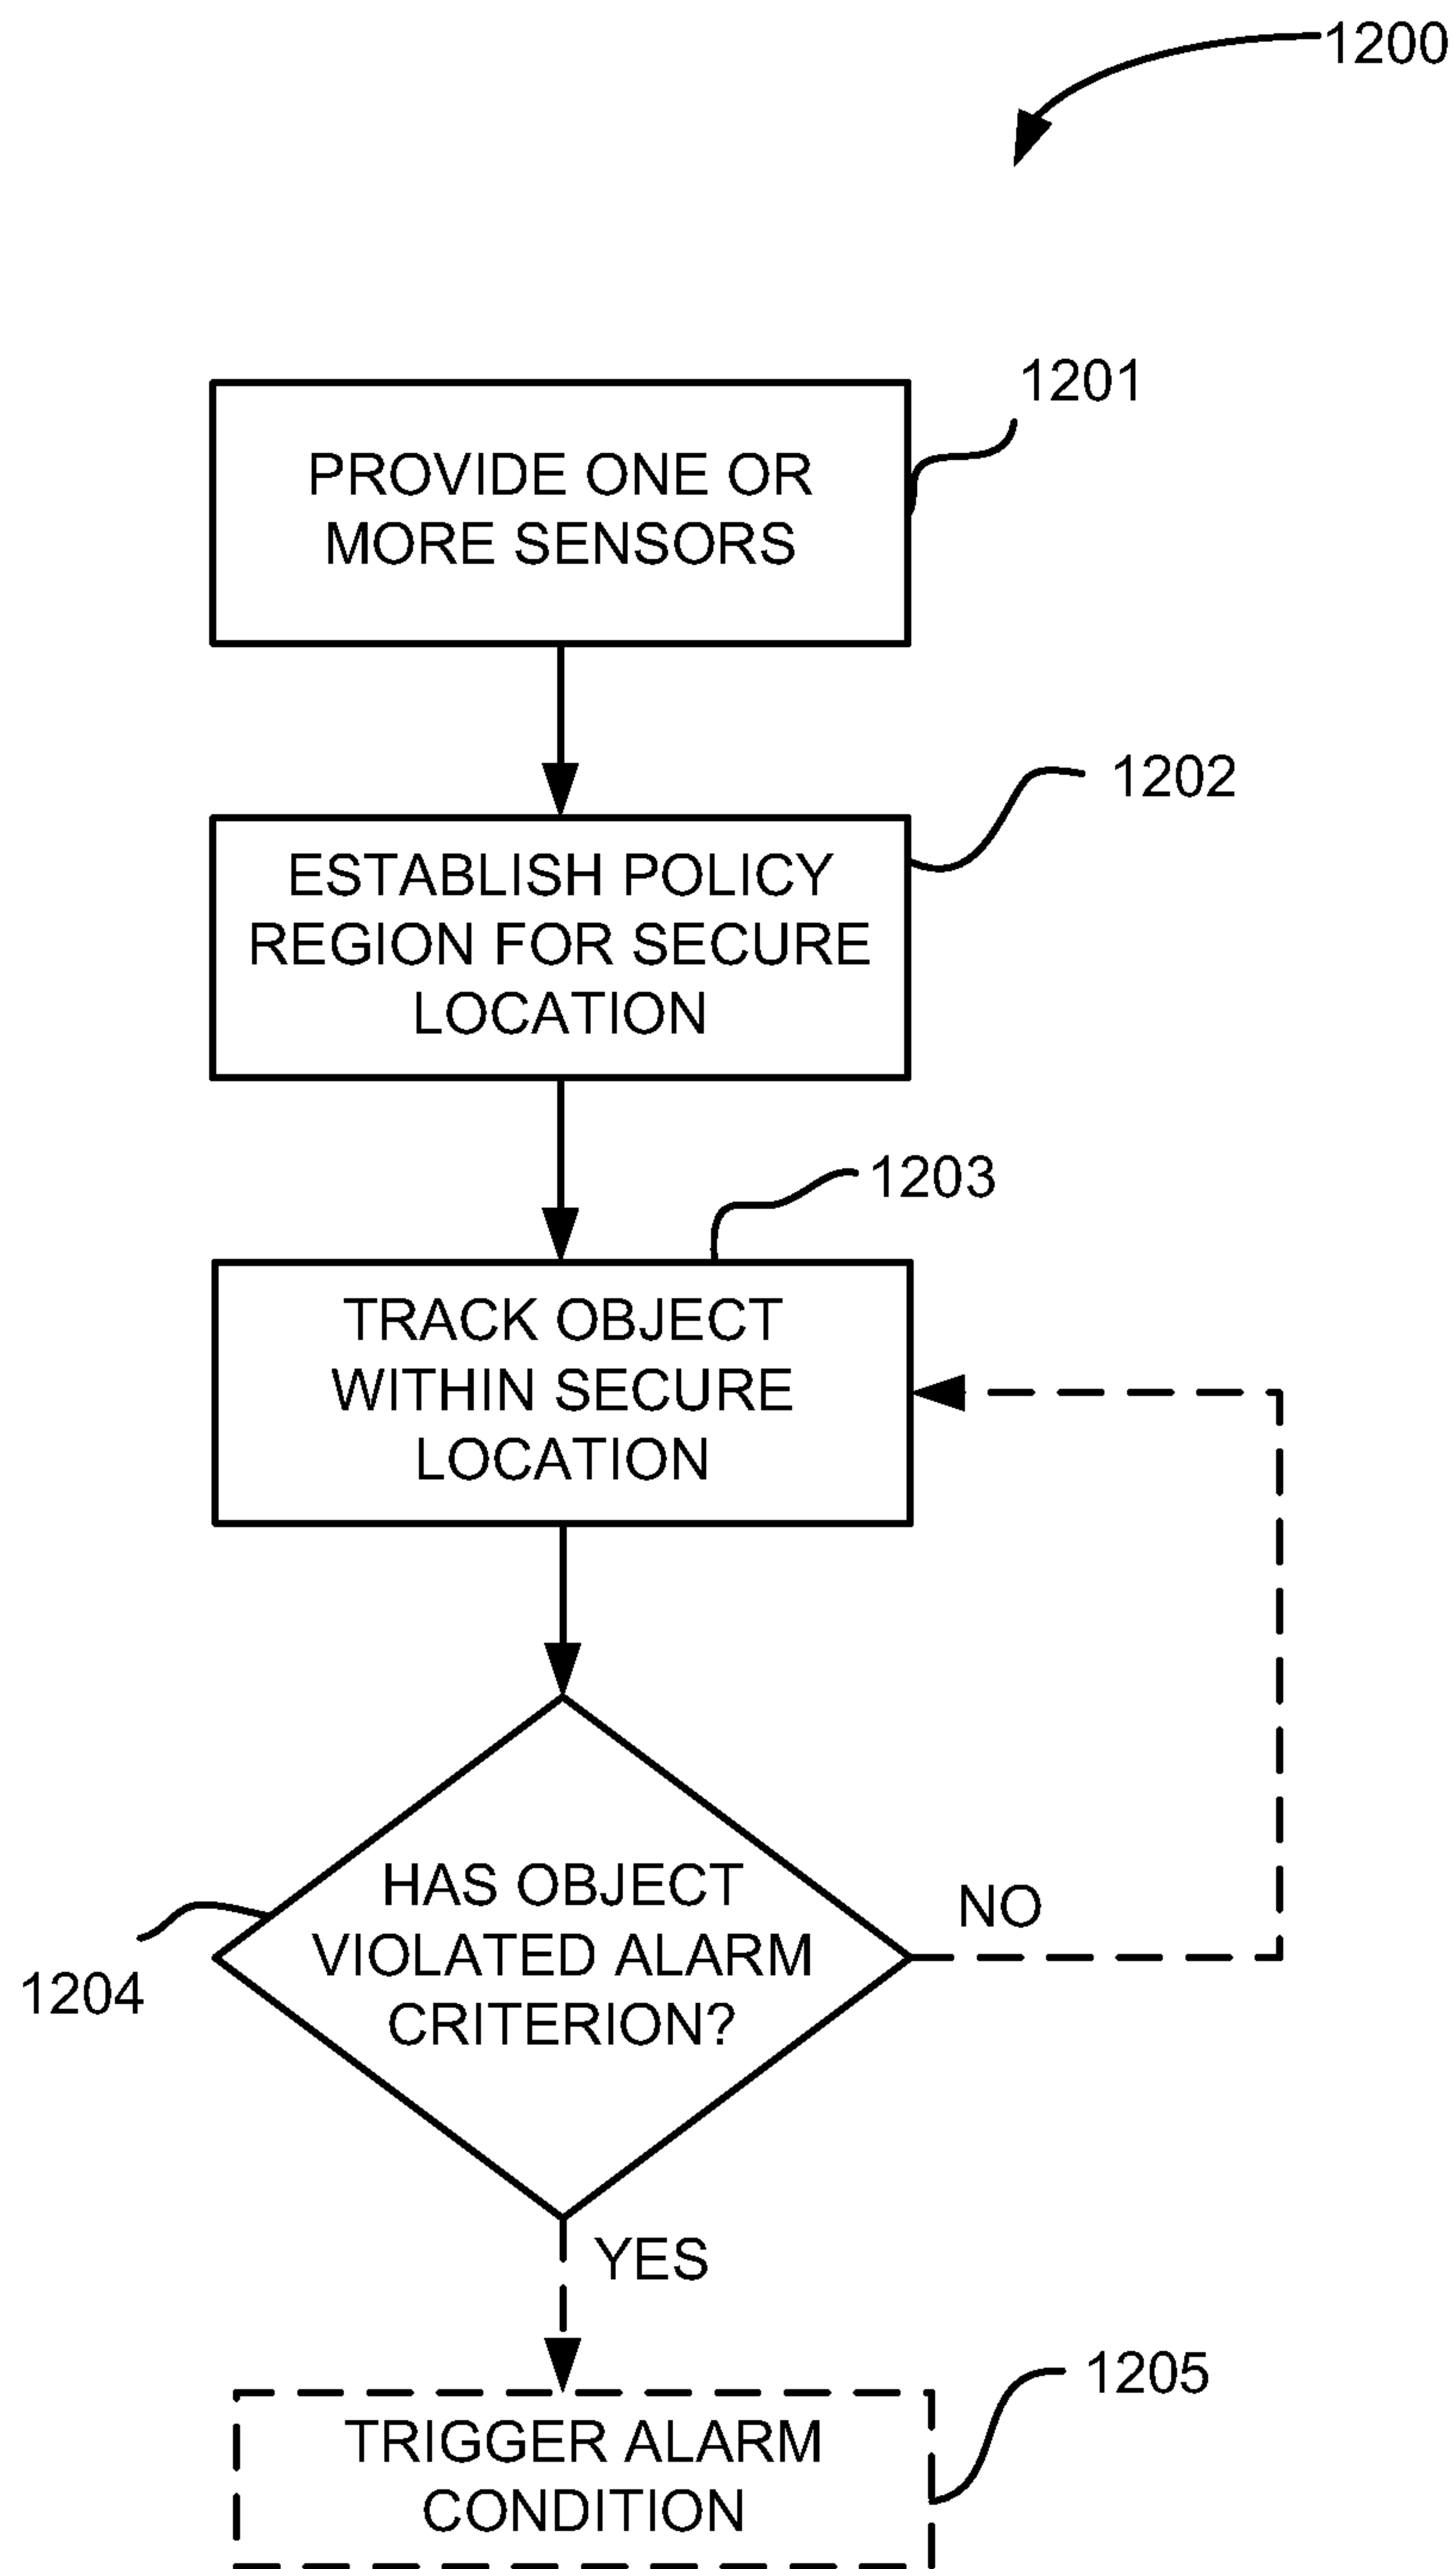 1200
1201
PROVIDE ONE OR
MORE SENSORS
1202
ESTABLISH POLICY
REGION FOR SECURE
LOCATION
1203
TRACK OBJECT
WITHIN SECURE
LOCATION
HAS OBJECT
VIOLATED ALARM
CRITERION?
NO
1204
YES
1205
TRIGGER ALARM
CONDITION